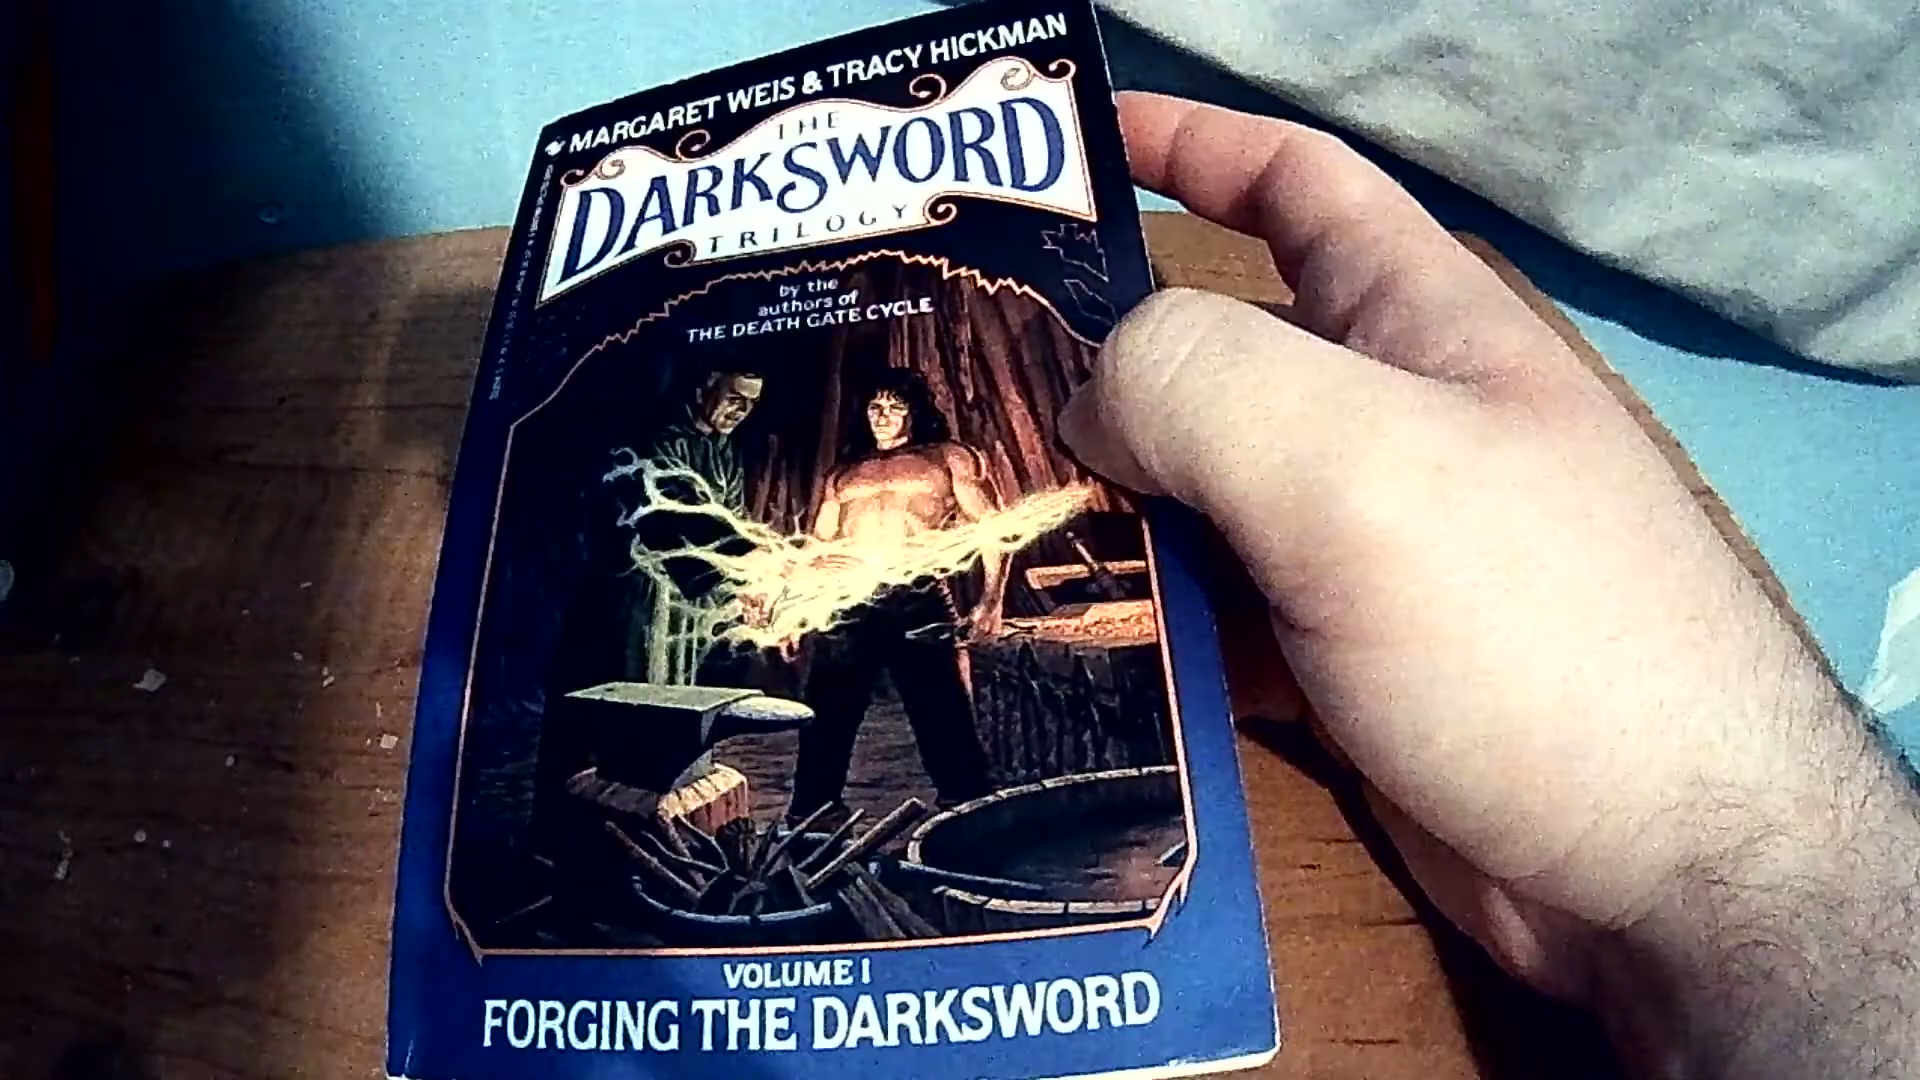 MARGARET WEIS & TRACY HICKMAN
THE
DARKSWORD
TRILOGY
by the
authors of
THE DEATH GATE CYCLE
VOLUME I
FORGING THE DARKSWORD